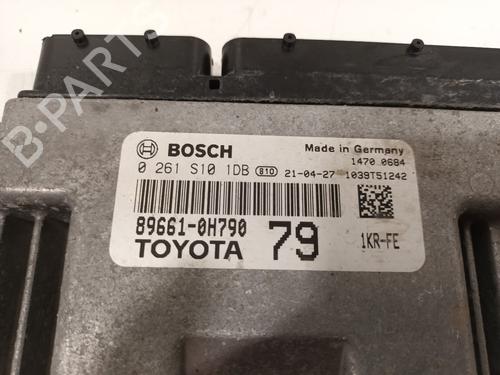 BOSCH
Made in Germany
1470 0684
0 261 S10 1DB 810 21-04-27 1039T51242
89661-0H790
TOYOTA 79 1KR-FE